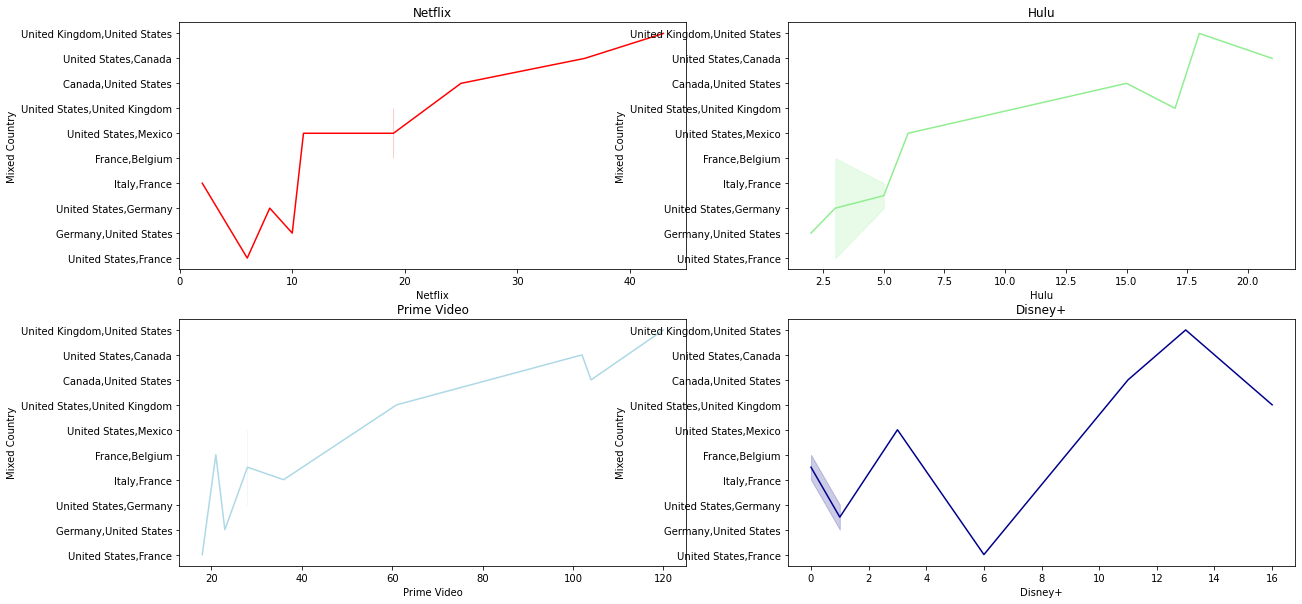 Netflix
Mixed Country
United Kingdom,United States
United States,Canada
Canada,United States
United States,United Kingdom
United States,Mexico
France,Belgium
Italy,France
United States,Germany
Germany,United States
United States,France
0 10 20 30 40
Netflix
Hulu
Mixed Country
United Kingdom,United States
United States,Canada
Canada,United States
United States,United Kingdom
United States,Mexico
France,Belgium
Italy,France
United States,Germany
Germany,United States
United States,France
2.5 5.0 7.5 10.0 12.5 15.0 17.5 20.0
Hulu
Prime Video
Mixed Country
United Kingdom,United States
United States,Canada
Canada,United States
United States,United Kingdom
United States,Mexico
France,Belgium
Italy,France
United States,Germany
Germany,United States
United States,France
20 40 60 80 100 120
Prime Video
Disney+
Mixed Country
United Kingdom,United States
United States,Canada
Canada,United States
United States,United Kingdom
United States,Mexico
France,Belgium
Italy,France
United States,Germany
Germany,United States
United States,France
0 2 4 6 8 10 12 14 16
Disney+